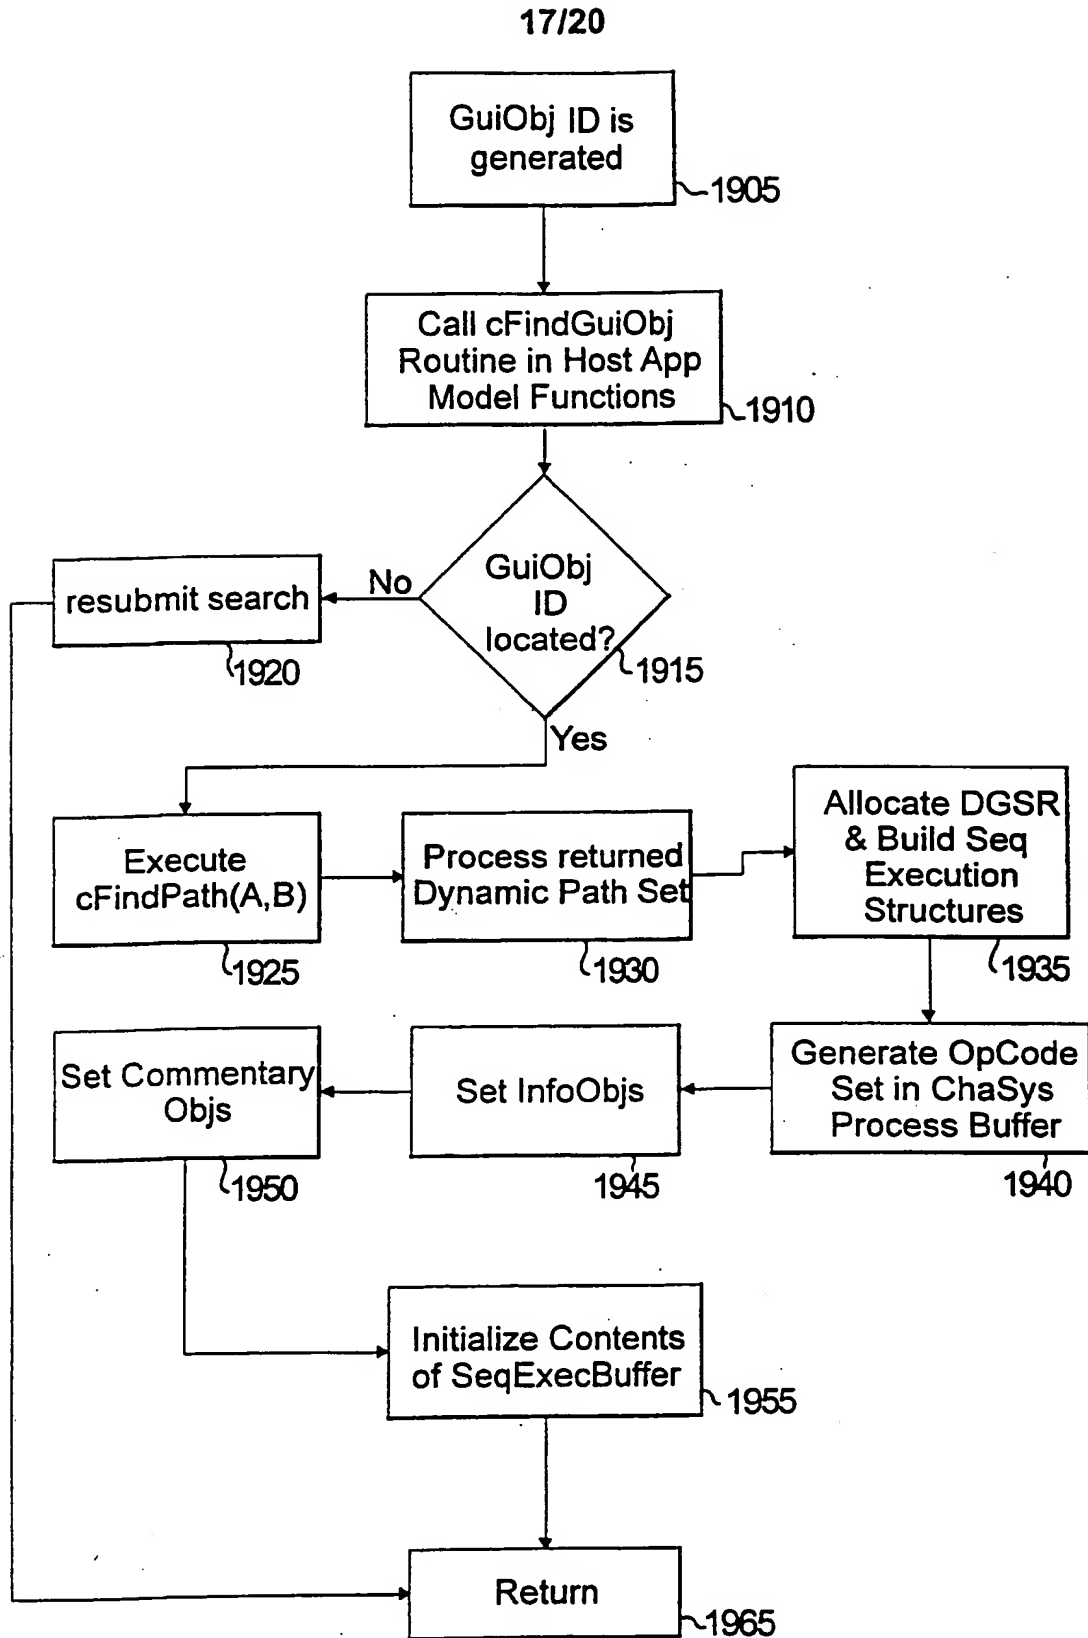 17/20
GuiObj ID is
generated
1905
Call cFindGuiObj
Routine in Host App
Model Functions
1910
GuiObj
ID
located?
1915
No
resubmit search
1920
Yes
Execute
cFindPath(A,B)
1925
Process returned
Dynamic Path Set
1930
Allocate DGSR
& Build Seq
Execution
Structures
1935
Generate OpCode
Set in ChaSys
Process Buffer
1940
Set InfoObjs
1945
Set Commentary
Objs
1950
Initialize Contents
of SeqExecBuffer
1955
Return
1965